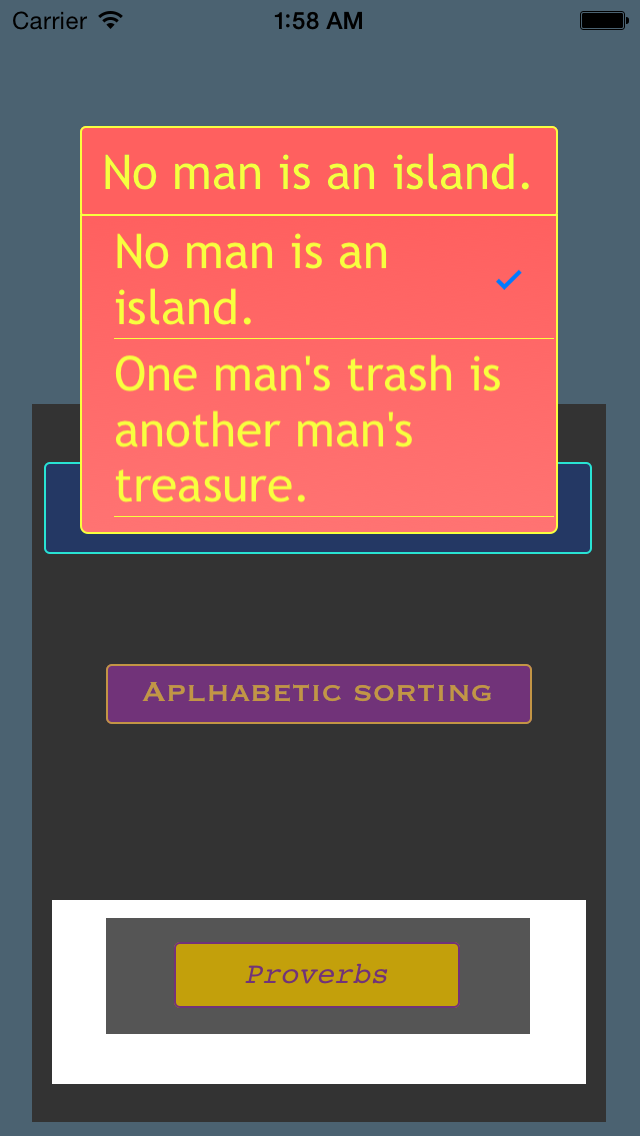 Carrier 1:58 AM
No man is an island.
No man is an
island.
One man's trash is
another man's
treasure.
Aplhabetic sorting
Proverbs